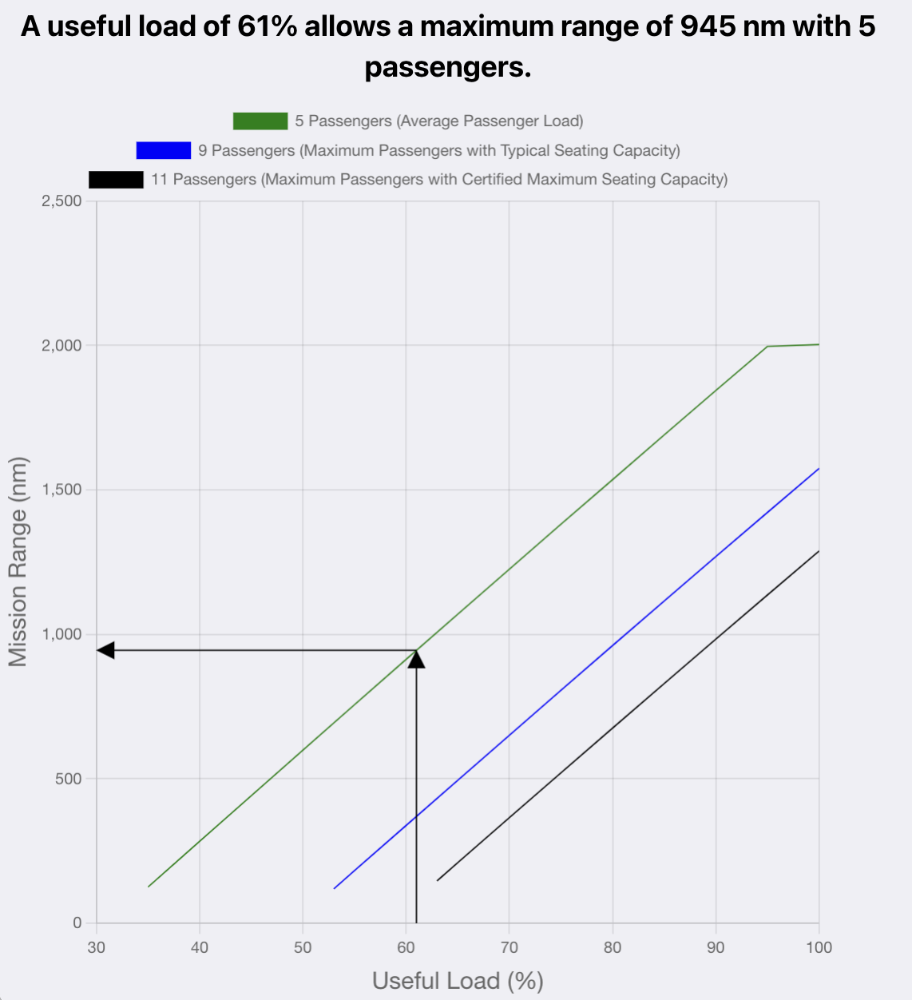 A useful load of 61% allows a maximum range of 945 nm with 5
passengers.
5 Passengers (Average Passenger Load)
9 Passengers (Maximum Passengers with Typical Seating Capacity)
11 Passengers (Maximum Passengers with Certified Maximum Seating Capacity)
2,500
2,000
1,500
1,000
500
0
Mission Range (nm)
30 40 50 60 70 80 90 100
Useful Load (%)